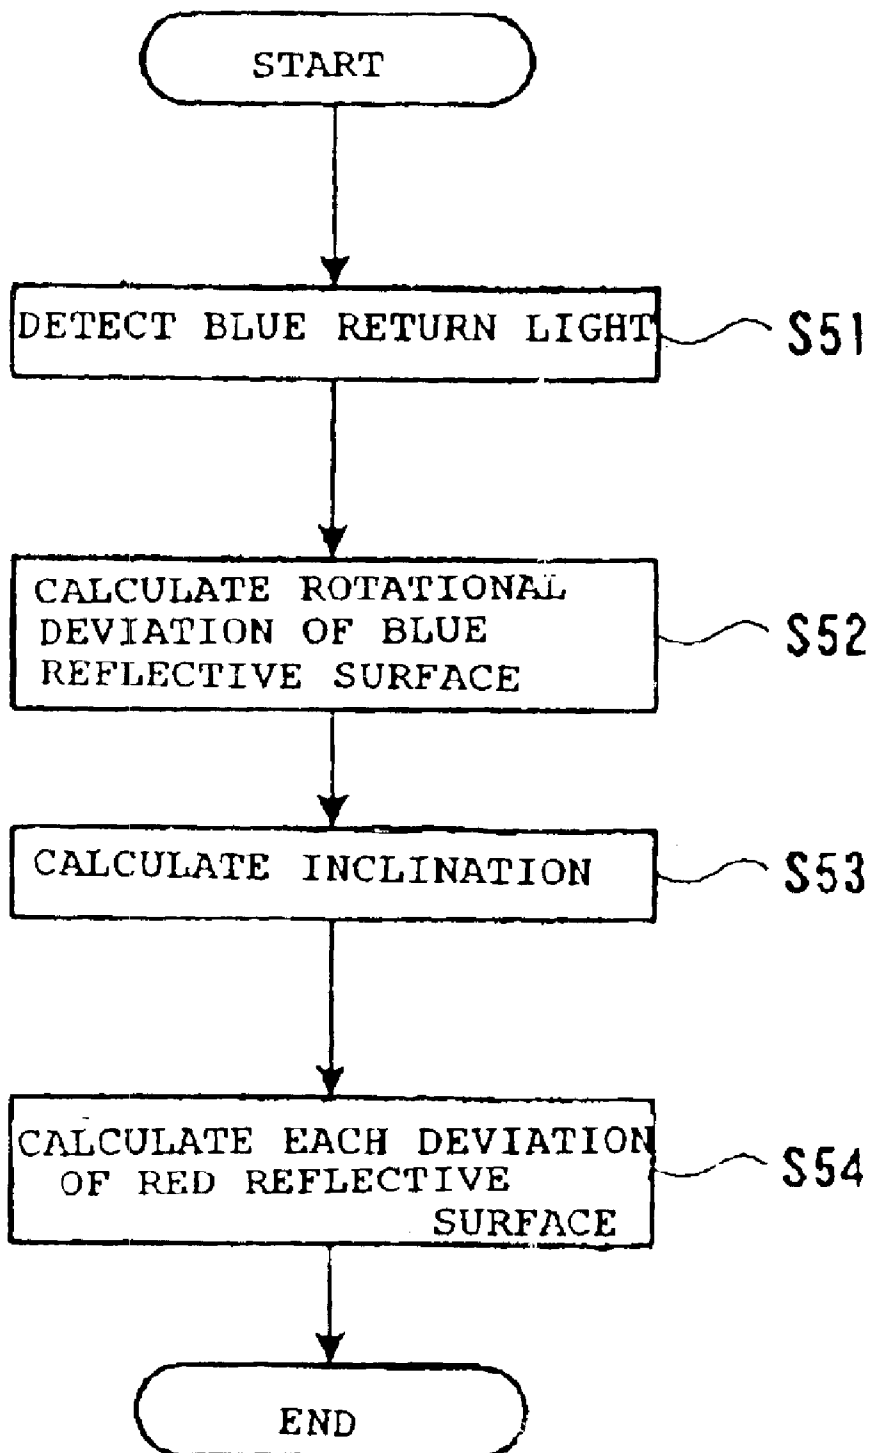 START
DETECT BLUE RETURN LIGHT
S51
CALCULATE ROTATIONAL
DEVIATION OF BLUE
REFLECTIVE SURFACE
S52
CALCULATE INCLINATION
S53
CALCULATE EACH DEVIATION
OF RED REFLECTIVE
SURFACE
S54
END